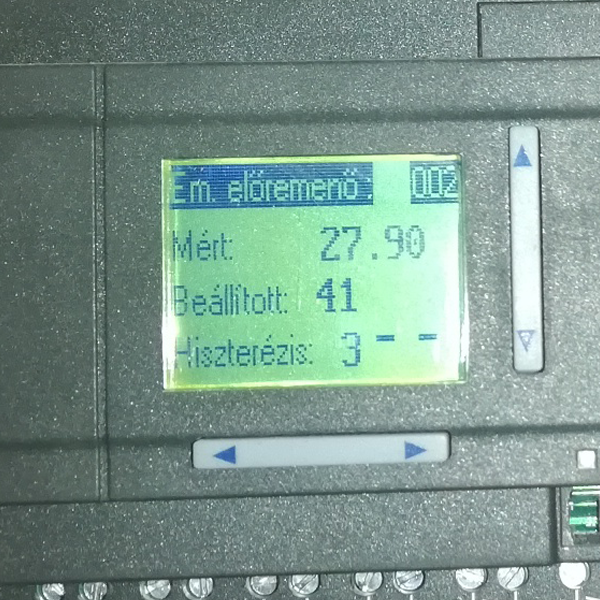 Em. előremenő 002
Mért: 27.90
Beállított: 41
Hiszterézis: 3 - -